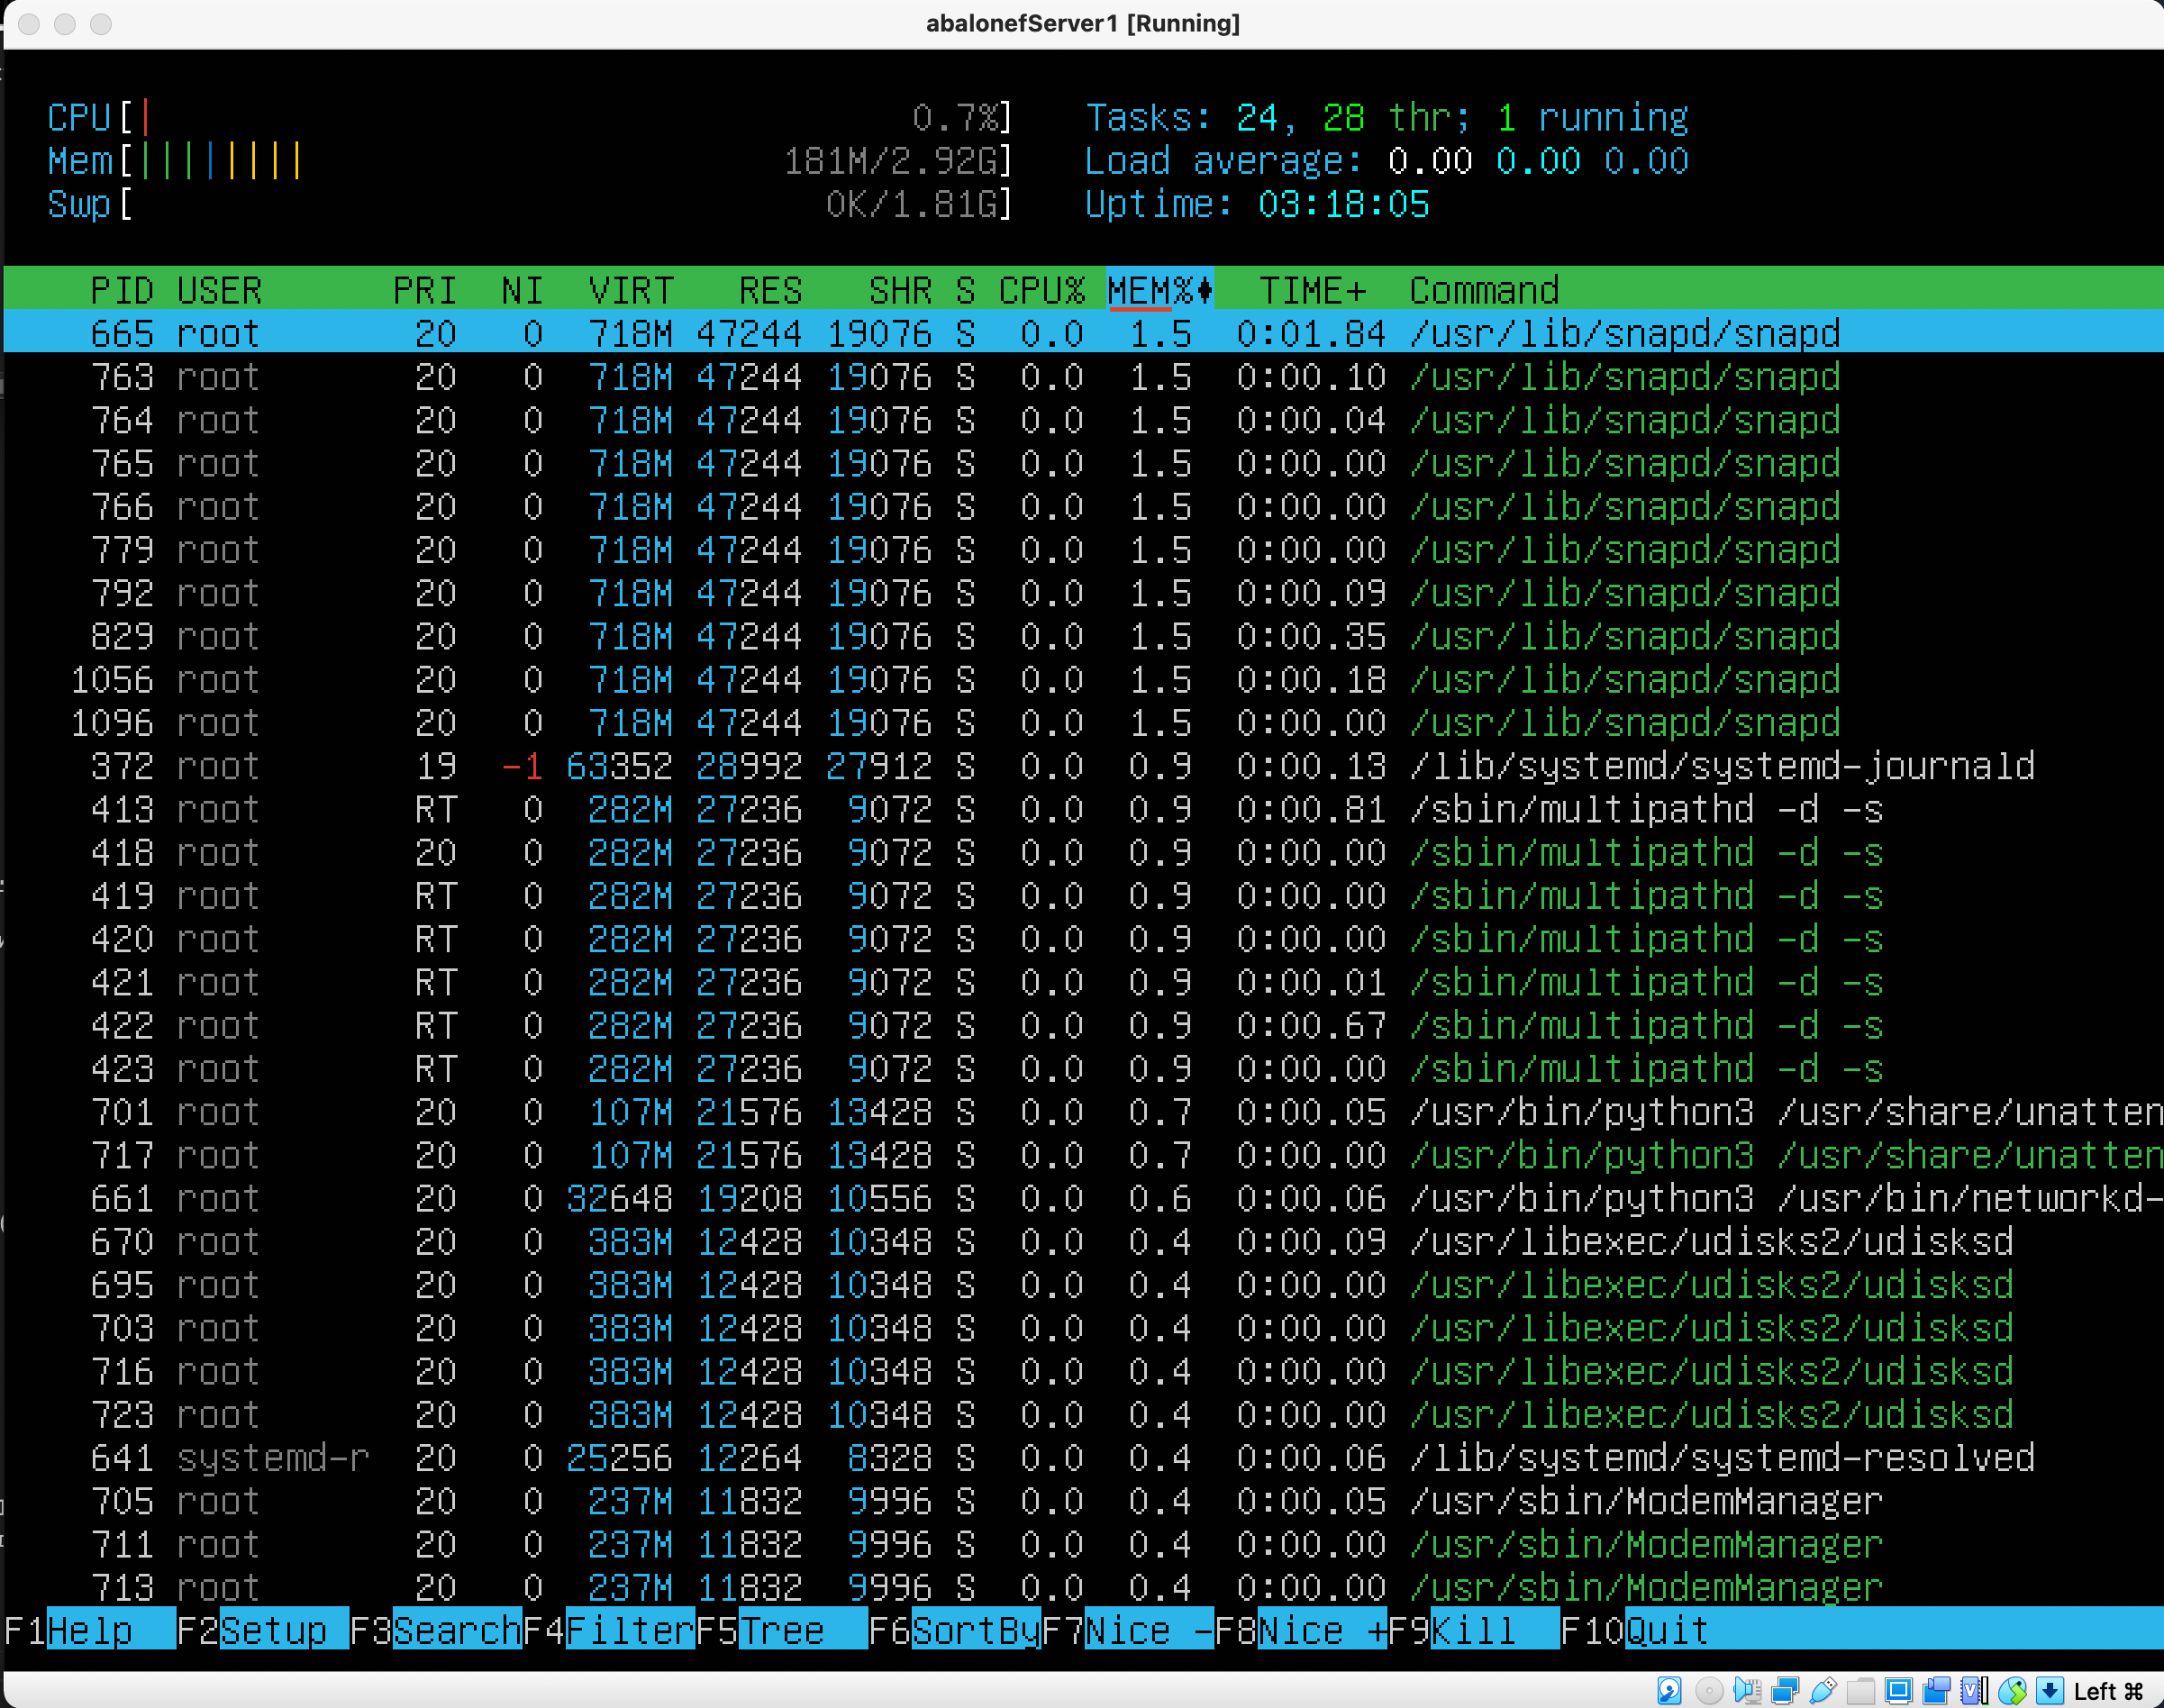 abalonefServer1 [Running]
CPU[| 0.7%] Tasks: 24, 28 thr; 1 running
Mem[|||||||| 181M/2.92G] Load average: 0.00 0.00 0.00
Swp[ 0K/1.81G] Uptime: 03:18:05
PID USER PRI NI VIRT RES SHR S CPU% MEM% TIME+ Command
665 root 20 0 718M 47244 19076 S 0.0 1.5 0:01.84 /usr/lib/snapd/snapd
763 root 20 0 718M 47244 19076 S 0.0 1.5 0:00.10 /usr/lib/snapd/snapd
764 root 20 0 718M 47244 19076 S 0.0 1.5 0:00.04 /usr/lib/snapd/snapd
765 root 20 0 718M 47244 19076 S 0.0 1.5 0:00.00 /usr/lib/snapd/snapd
766 root 20 0 718M 47244 19076 S 0.0 1.5 0:00.00 /usr/lib/snapd/snapd
779 root 20 0 718M 47244 19076 S 0.0 1.5 0:00.00 /usr/lib/snapd/snapd
792 root 20 0 718M 47244 19076 S 0.0 1.5 0:00.09 /usr/lib/snapd/snapd
829 root 20 0 718M 47244 19076 S 0.0 1.5 0:00.35 /usr/lib/snapd/snapd
1056 root 20 0 718M 47244 19076 S 0.0 1.5 0:00.18 /usr/lib/snapd/snapd
1096 root 20 0 718M 47244 19076 S 0.0 1.5 0:00.00 /usr/lib/snapd/snapd
372 root 19 -1 63352 28992 27912 S 0.0 0.9 0:00.13 /lib/systemd/systemd-journald
413 root RT 0 282M 27236 9072 S 0.0 0.9 0:00.81 /sbin/multipathd -d -s
418 root 20 0 282M 27236 9072 S 0.0 0.9 0:00.00 /sbin/multipathd -d -s
419 root RT 0 282M 27236 9072 S 0.0 0.9 0:00.00 /sbin/multipathd -d -s
420 root RT 0 282M 27236 9072 S 0.0 0.9 0:00.00 /sbin/multipathd -d -s
421 root RT 0 282M 27236 9072 S 0.0 0.9 0:00.01 /sbin/multipathd -d -s
422 root RT 0 282M 27236 9072 S 0.0 0.9 0:00.67 /sbin/multipathd -d -s
423 root RT 0 282M 27236 9072 S 0.0 0.9 0:00.00 /sbin/multipathd -d -s
701 root 20 0 107M 21576 13428 S 0.0 0.7 0:00.05 /usr/bin/python3 /usr/share/unatten
717 root 20 0 107M 21576 13428 S 0.0 0.7 0:00.00 /usr/bin/python3 /usr/share/unatten
661 root 20 0 32648 19208 10556 S 0.0 0.6 0:00.06 /usr/bin/python3 /usr/bin/networkd-
670 root 20 0 383M 12428 10348 S 0.0 0.4 0:00.09 /usr/libexec/udisks2/udisksd
695 root 20 0 383M 12428 10348 S 0.0 0.4 0:00.00 /usr/libexec/udisks2/udisksd
703 root 20 0 383M 12428 10348 S 0.0 0.4 0:00.00 /usr/libexec/udisks2/udisksd
716 root 20 0 383M 12428 10348 S 0.0 0.4 0:00.00 /usr/libexec/udisks2/udisksd
723 root 20 0 383M 12428 10348 S 0.0 0.4 0:00.00 /usr/libexec/udisks2/udisksd
641 systemd-r 20 0 25256 12264 8328 S 0.0 0.4 0:00.06 /lib/systemd/systemd-resolved
705 root 20 0 237M 11832 9996 S 0.0 0.4 0:00.05 /usr/sbin/ModemManager
711 root 20 0 237M 11832 9996 S 0.0 0.4 0:00.00 /usr/sbin/ModemManager
713 root 20 0 237M 11832 9996 S 0.0 0.4 0:00.00 /usr/sbin/ModemManager
F1Help F2Setup F3SearchF4FilterF5Tree F6SortByF7Nice -F8Nice +F9Kill F10Quit
Left ⌘